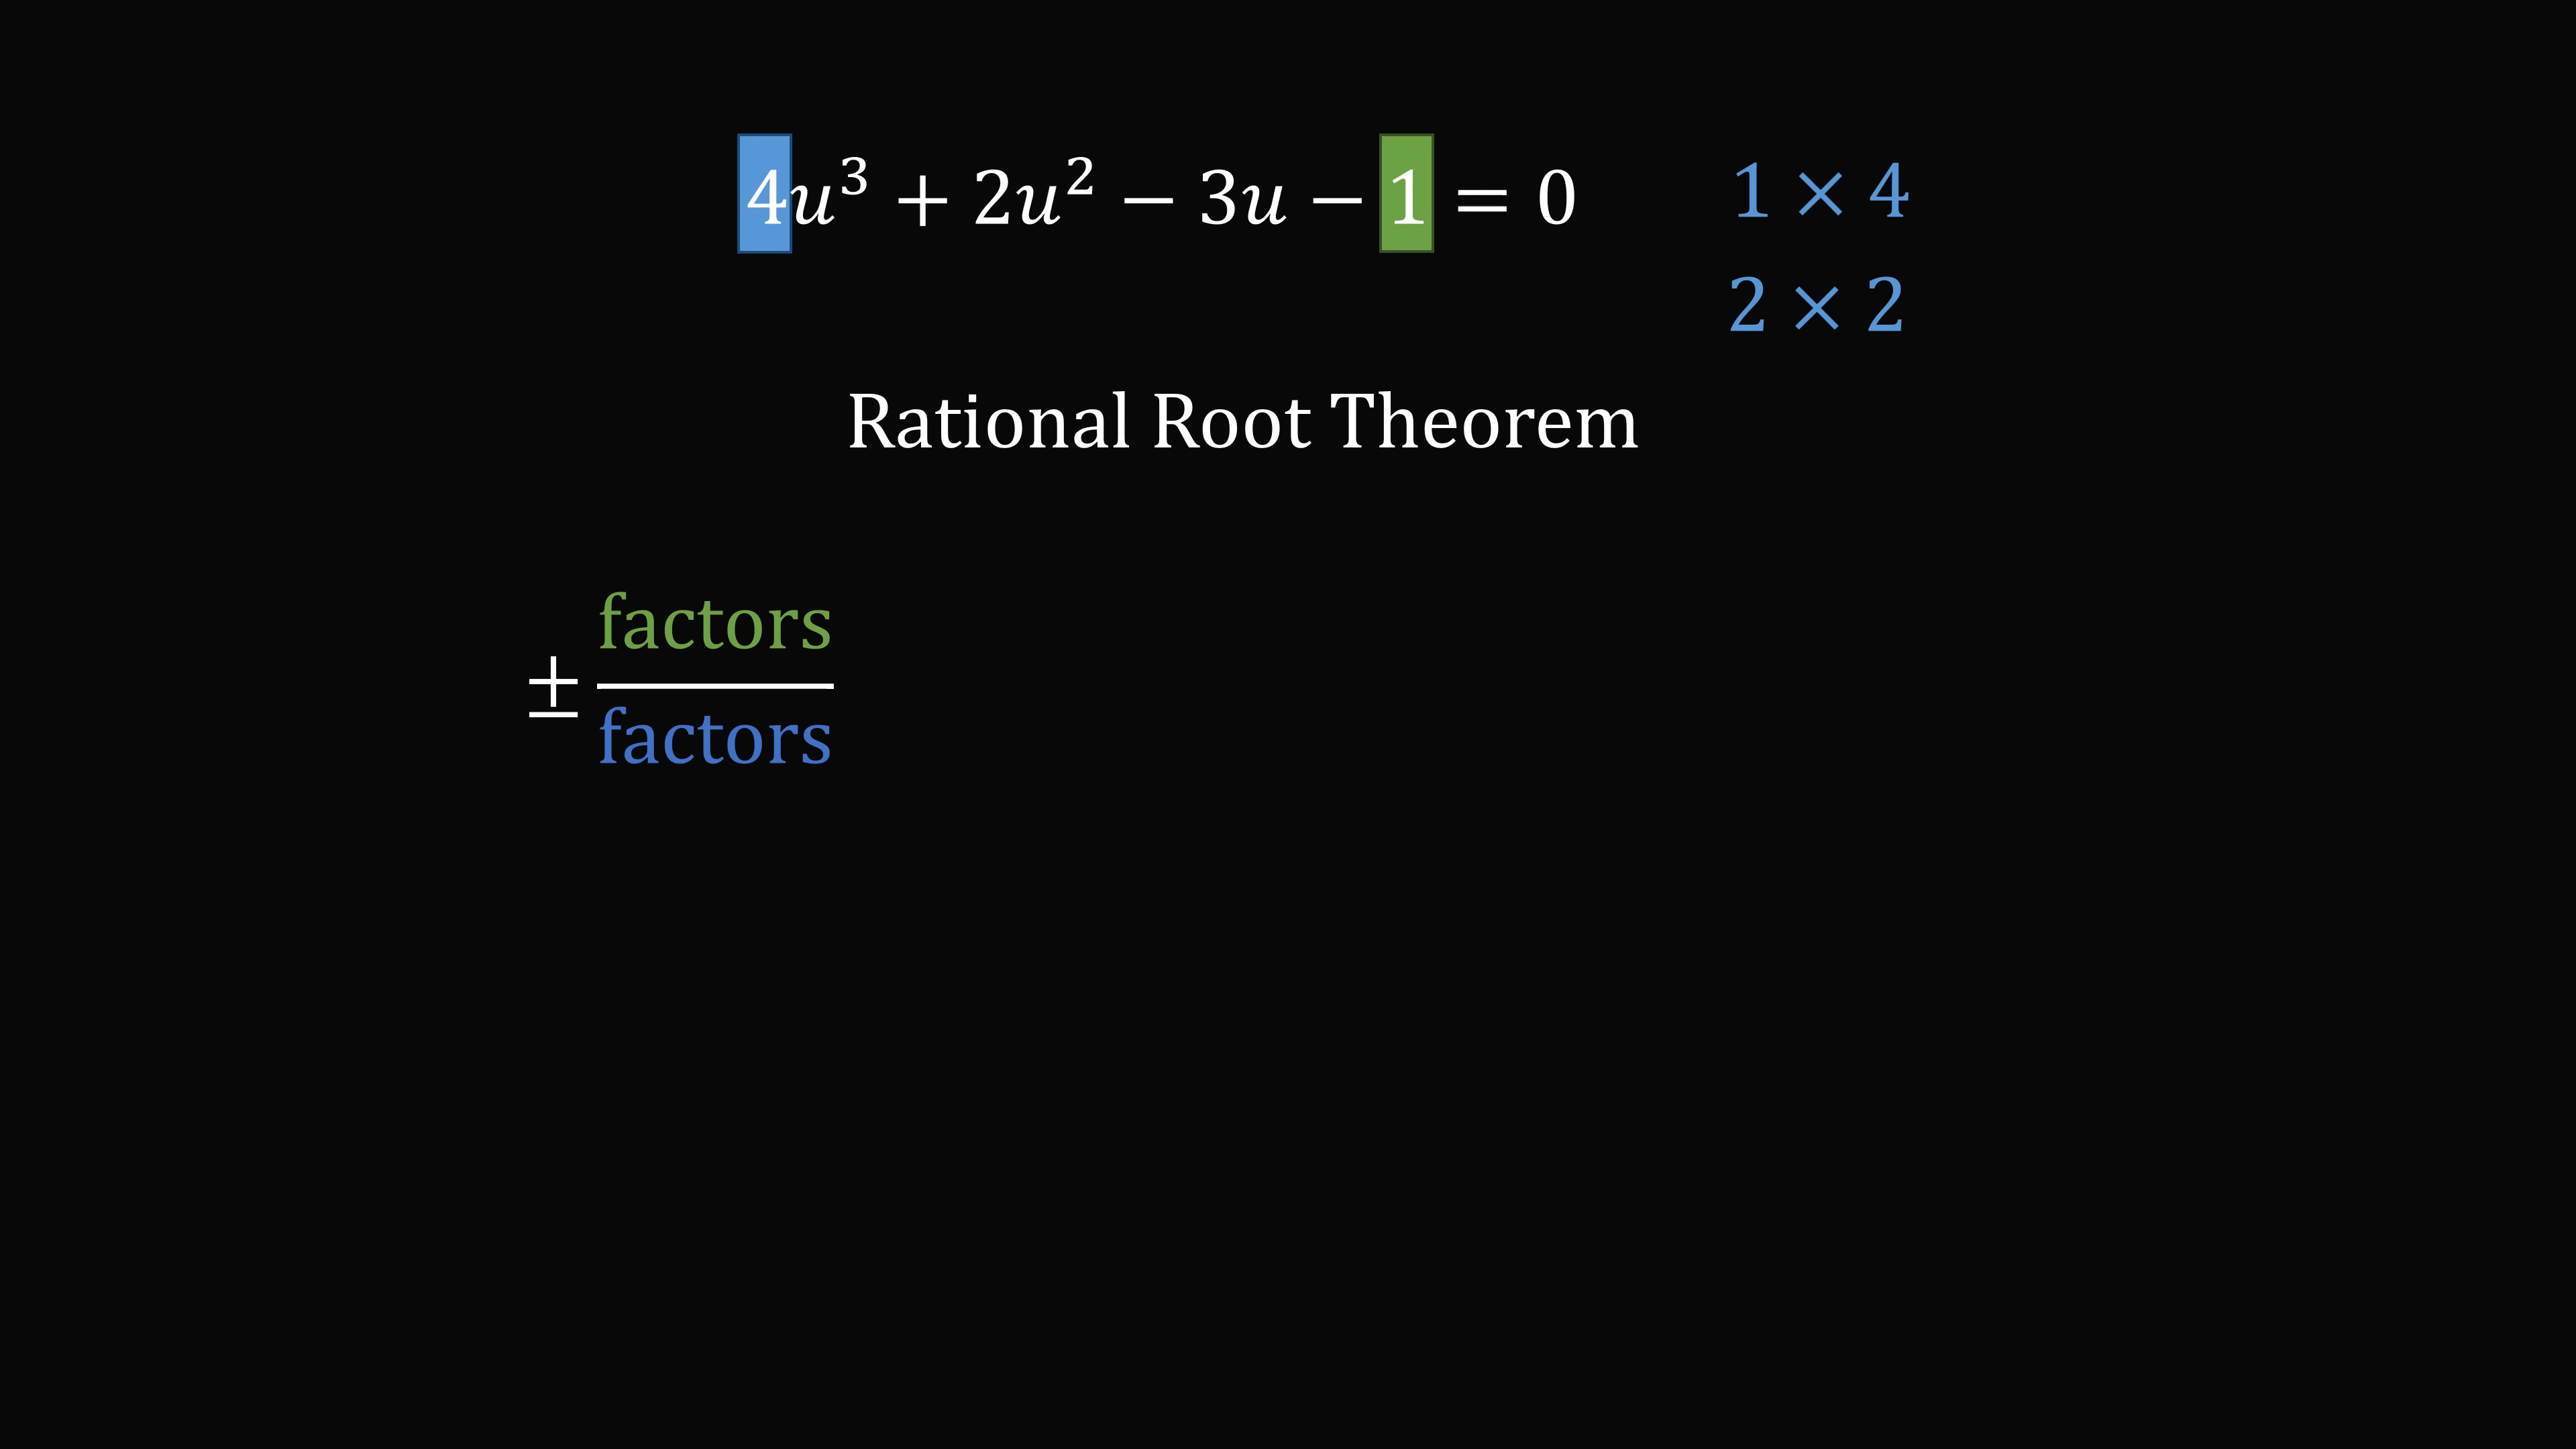 4u³ + 2u² − 3u − 1 = 0
1 × 4
2 × 2
Rational Root Theorem
± factors
factors